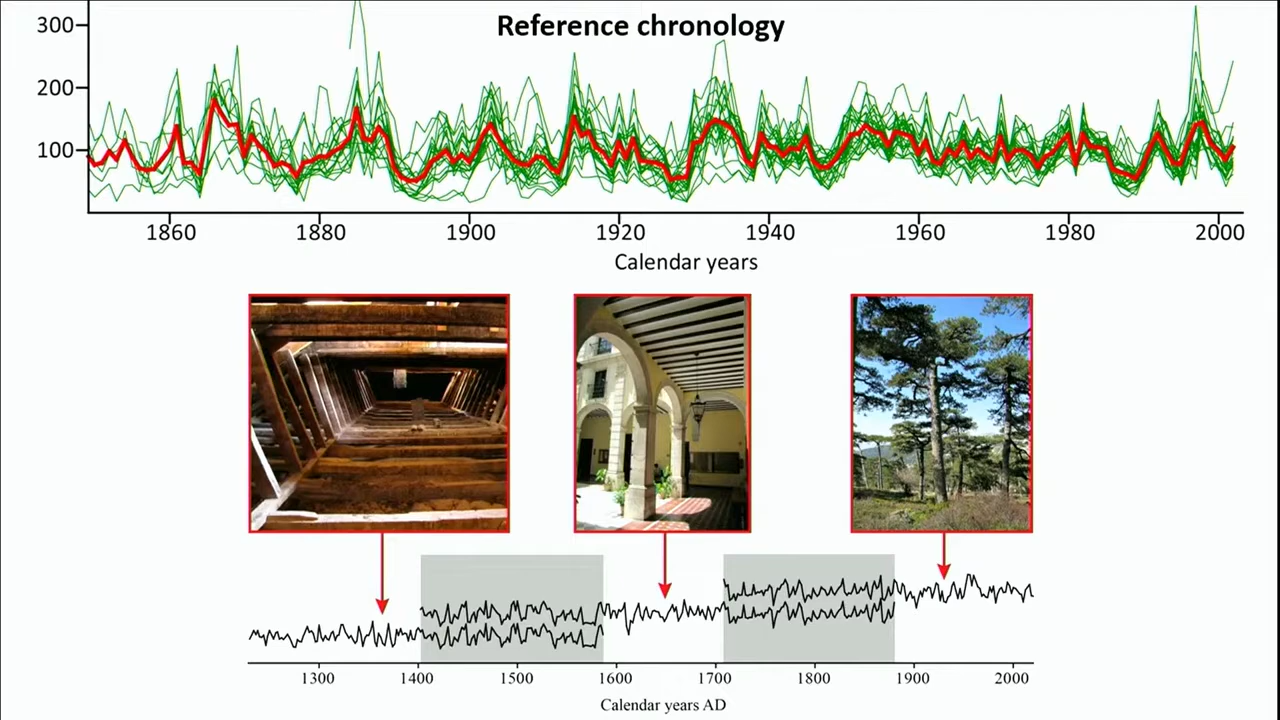 Reference chronology
300
200
100
1860 1880 1900 1920 1940 1960 1980 2000
Calendar years
1300 1400 1500 1600 1700 1800 1900 2000
Calendar years AD